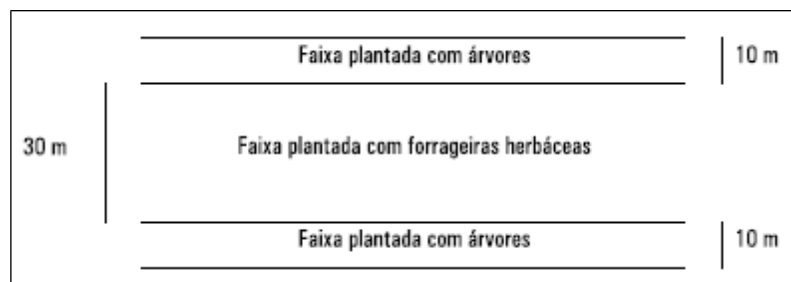 Faixa plantada com árvores
10 m
30 m
Faixa plantada com forrageiras herbáceas
Faixa plantada com árvores
10 m